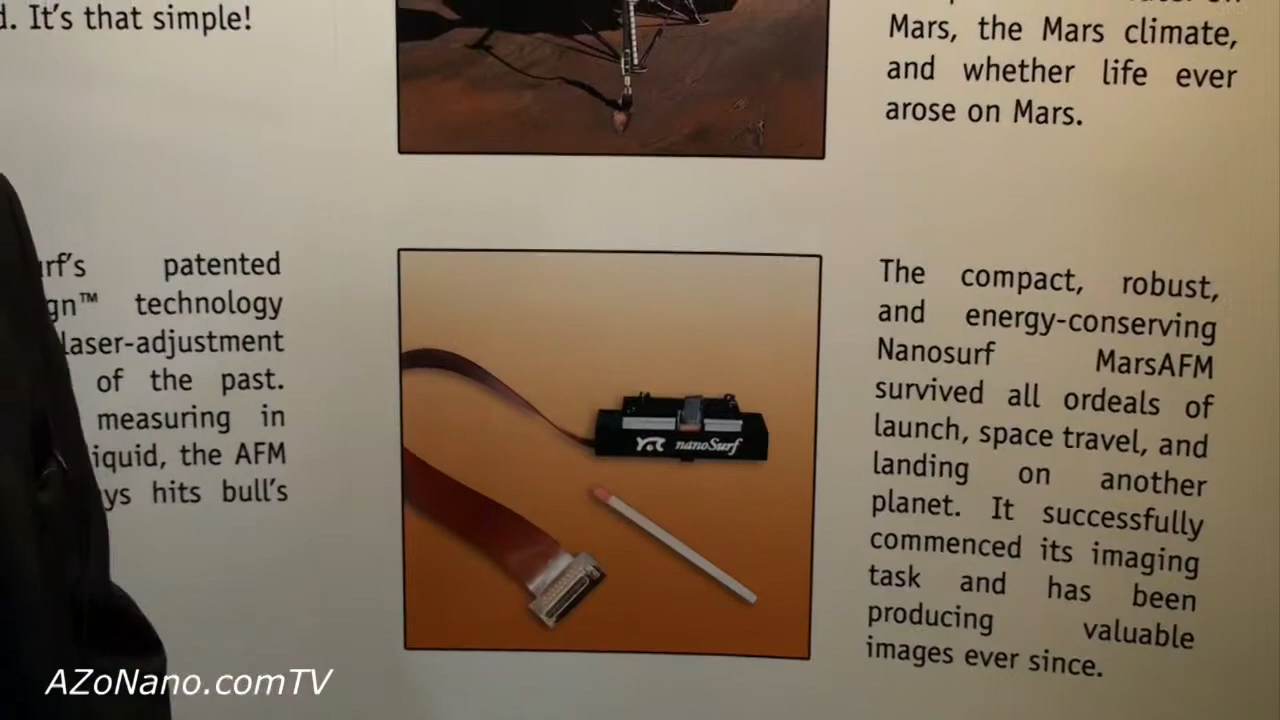 It's that simple!
Mars, the Mars climate,
and whether life ever
arose on Mars.
patented
gn™ technology
laser-adjustment
of the past.
measuring in
the AFM
hits bull's
nanoSurf
The compact, robust,
and energy-conserving
Nanosurf MarsAFM
survived all ordeals of
launch, space travel, and
landing on another
planet. It successfully
commenced its imaging
task and has been
producing valuable
images ever since.
AZoNano.comTV